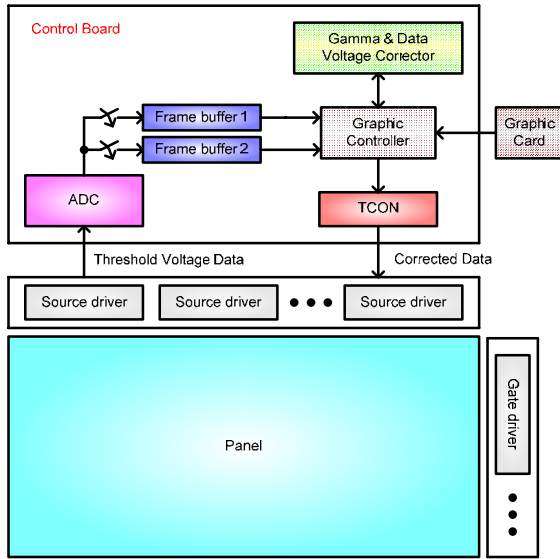 Control Board
Gamma & Data
Voltage Corrector
Frame buffer 1
Frame buffer 2
Graphic
Controller
Graphic
Card
ADC
TCON
Threshold Voltage Data
Corrected Data
Source driver
Source driver
Source driver
Panel
Gate driver